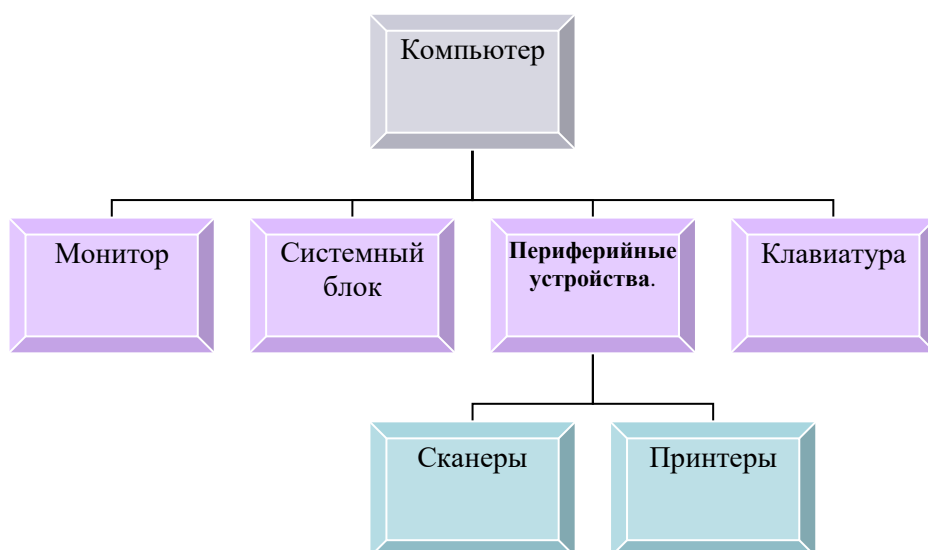 Компьютер
Монитор
Системный
блок
Периферийные
устройства.
Клавиатура
Сканеры
Принтеры